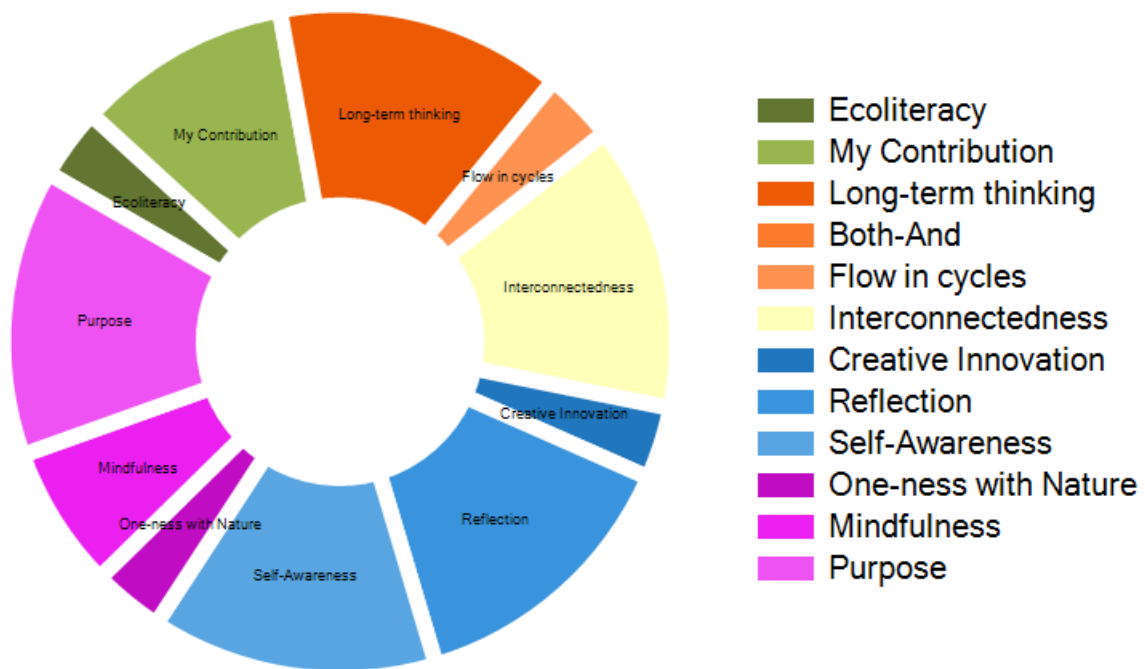 Long-term thinking
My Contribution
Flow in cycles
Ecoliteracy
Interconnectedness
Purpose
Creative Innovation
Mindfulness
One-ness with Nature
Reflection
Self-Awareness
Ecoliteracy
My Contribution
Long-term thinking
Both-And
Flow in cycles
Interconnectedness
Creative Innovation
Reflection
Self-Awareness
One-ness with Nature
Mindfulness
Purpose